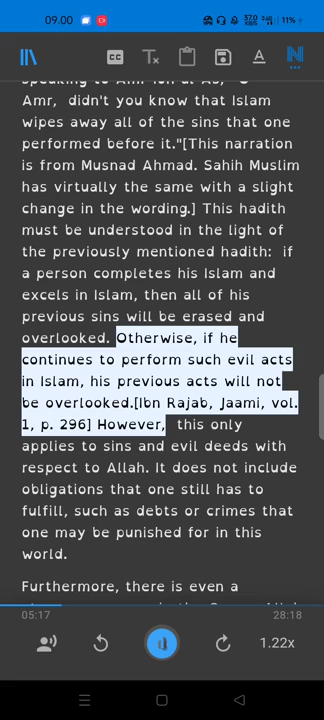 09.00
57.0 KB/S
11%
CC
Amr, didn't you know that Islam
wipes away all of the sins that one
performed before it."[This narration
is from Musnad Ahmad. Sahih Muslim
has virtually the same with a slight
change in the wording.] This hadith
must be understood in the light of
the previously mentioned hadith: if
a person completes his Islam and
excels in Islam, then all of his
previous sins will be erased and
overlooked. Otherwise, if he
continues to perform such evil acts
in Islam, his previous acts will not
be overlooked.[Ibn Rajab, Jaami, vol.
1, p. 296] However, this only
applies to sins and evil deeds with
respect to Allah. It does not include
obligations that one still has to
fulfill, such as debts or crimes that
one may be punished for in this
world.
Furthermore, there is even a
05:17
28:18
1.22x